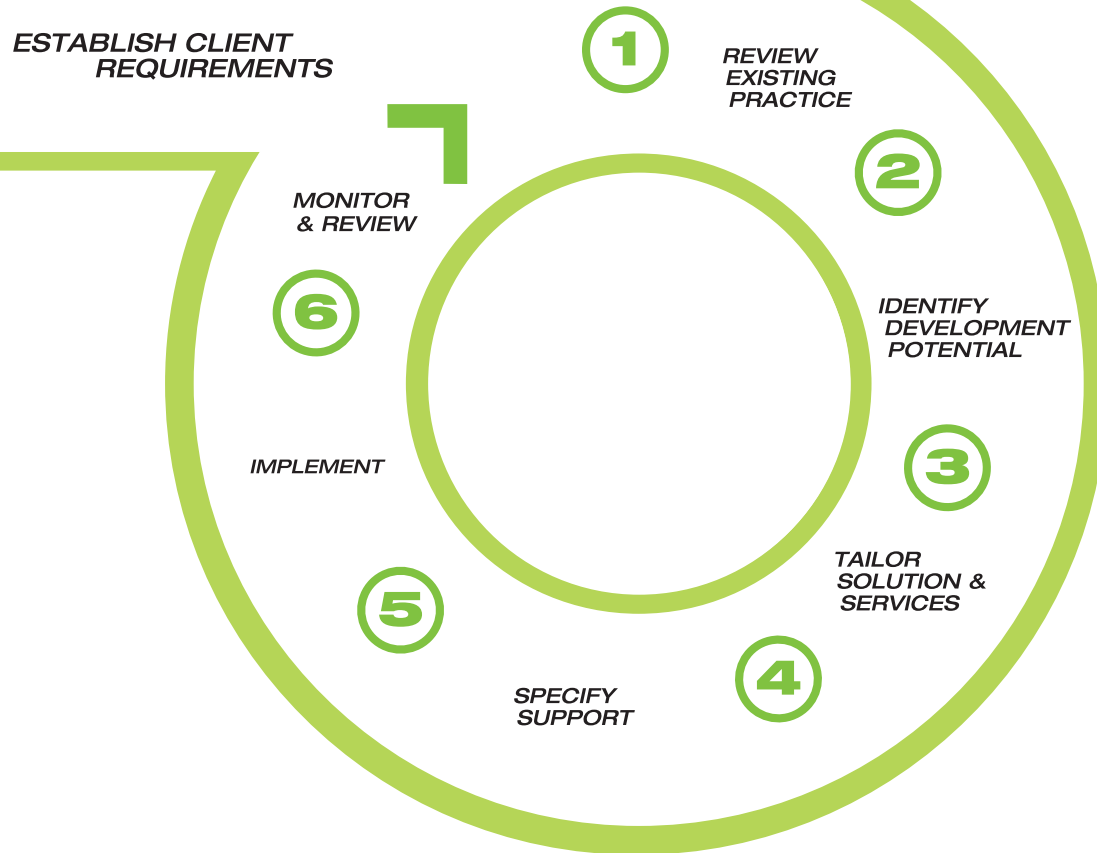 ESTABLISH CLIENT
REQUIREMENTS
1
REVIEW
EXISTING
PRACTICE
2
IDENTIFY
DEVELOPMENT
POTENTIAL
3
TAILOR
SOLUTION &
SERVICES
4
SPECIFY
SUPPORT
5
IMPLEMENT
6
MONITOR
& REVIEW